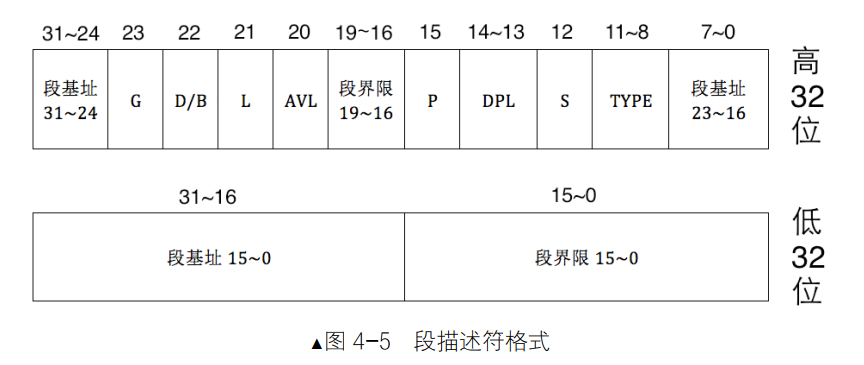 31~24 23 22 21 20 19~16 15 14~13 12 11~8 7~0
段基址 31~24
G
D/B
L
AVL
段界限 19~16
P
DPL
S
TYPE
段基址 23~16
高32位
31~16 15~0
段基址 15~0
段界限 15~0
低32位
▲图 4-5 段描述符格式